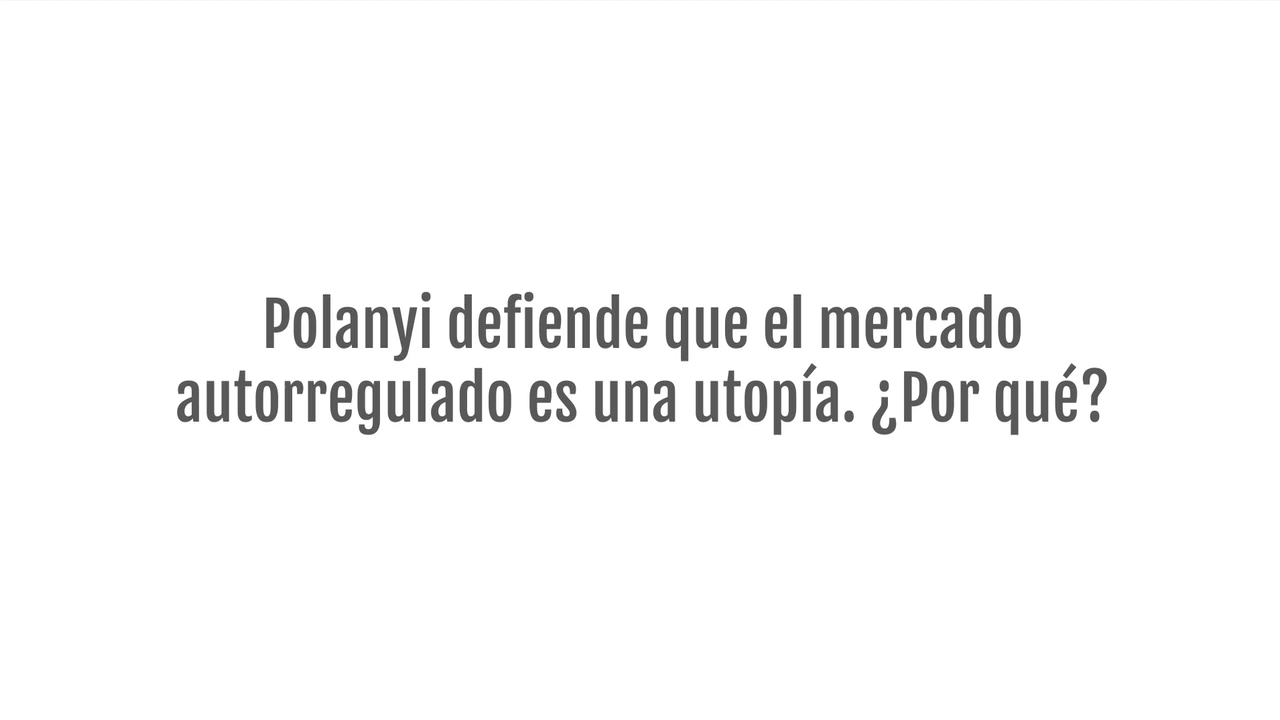 Polanyi defiende que el mercado
autorregulado es una utopía. ¿Por qué?